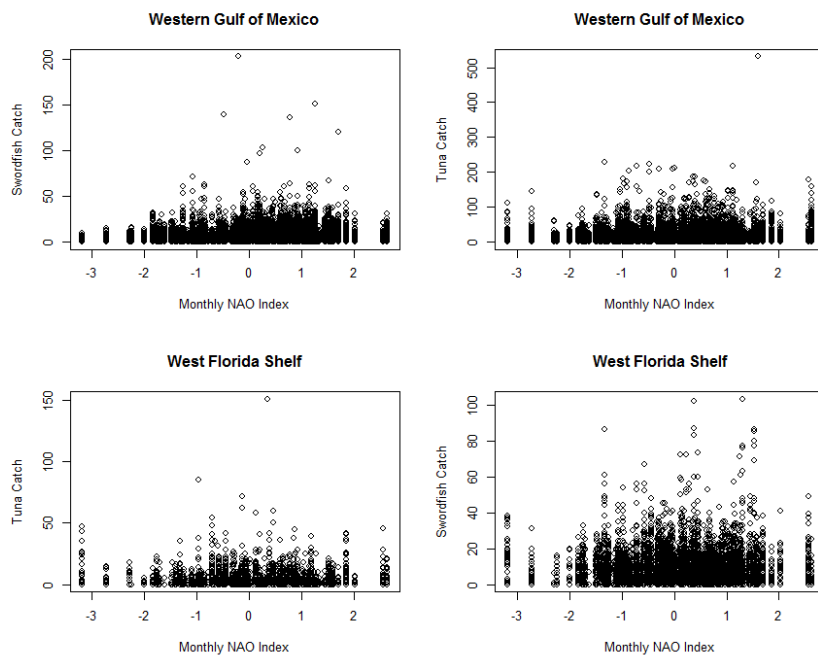 Western Gulf of Mexico
Swordfish Catch
200
150
100
50
0
-3 -2 -1 0 1 2
Monthly NAO Index
Western Gulf of Mexico
Tuna Catch
500
400
300
200
100
0
-3 -2 -1 0 1 2
Monthly NAO Index
West Florida Shelf
Tuna Catch
150
100
50
0
-3 -2 -1 0 1 2
Monthly NAO Index
West Florida Shelf
Swordfish Catch
100
80
60
40
20
0
-3 -2 -1 0 1 2
Monthly NAO Index